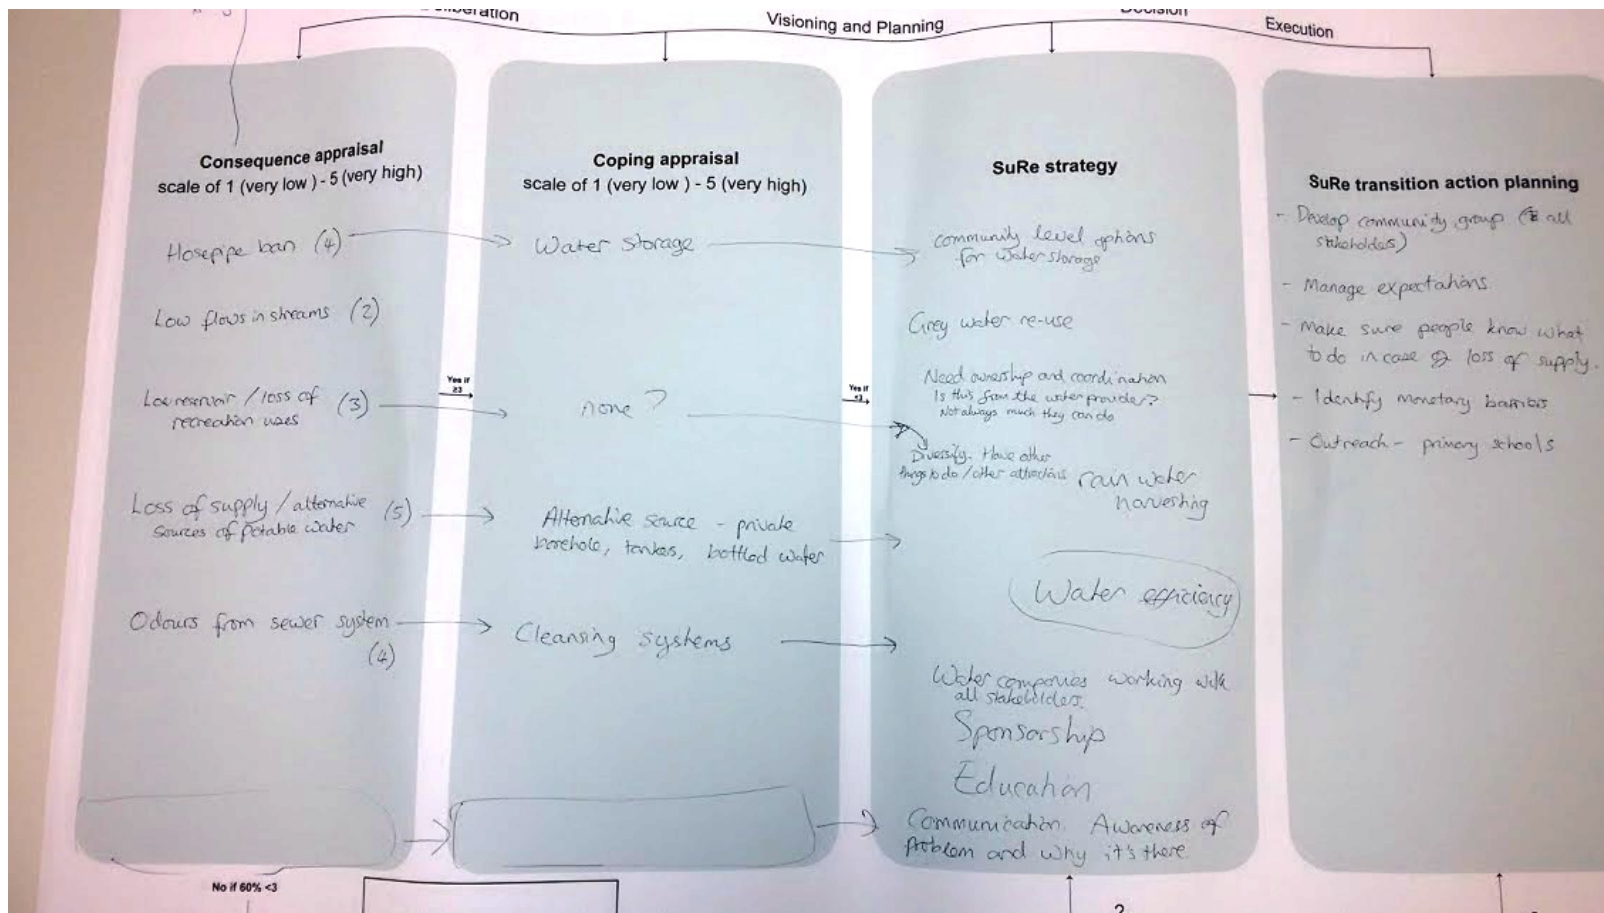 Visioning and Planning
Execution
Consequence appraisal
scale of 1 (very low ) - 5 (very high)
Hosepipe ban (4)
Low flows in streams (2)
Low reservoir / loss of (3)
recreation uses
Loss of supply / alternative (5)
sources of potable water
Odours from sewer system
(4)
No if 60% <3
Yes if
≥3
Coping appraisal
scale of 1 (very low ) - 5 (very high)
Water storage
none ?
Alternative source - private
borehole, tankers, bottled water
Cleansing systems
Yes if
<3
SuRe strategy
community level options
for water storage
Grey water re-use
Need ownership and coordination
Is this from the water provider?
Not always much they can do
Diversify. Have other
things to do / other attractions
rain water
harvesting
Water efficiency
Water companies working with
all stakeholders.
Sponsorship
Education
Communication. Awareness of
problem and why it's there.
2
SuRe transition action planning
- Develop community group ( all
stakeholders)
- Manage expectations
- Make sure people know what
to do in case of loss of supply.
- Identify monetary barriers
- Outreach - primary schools